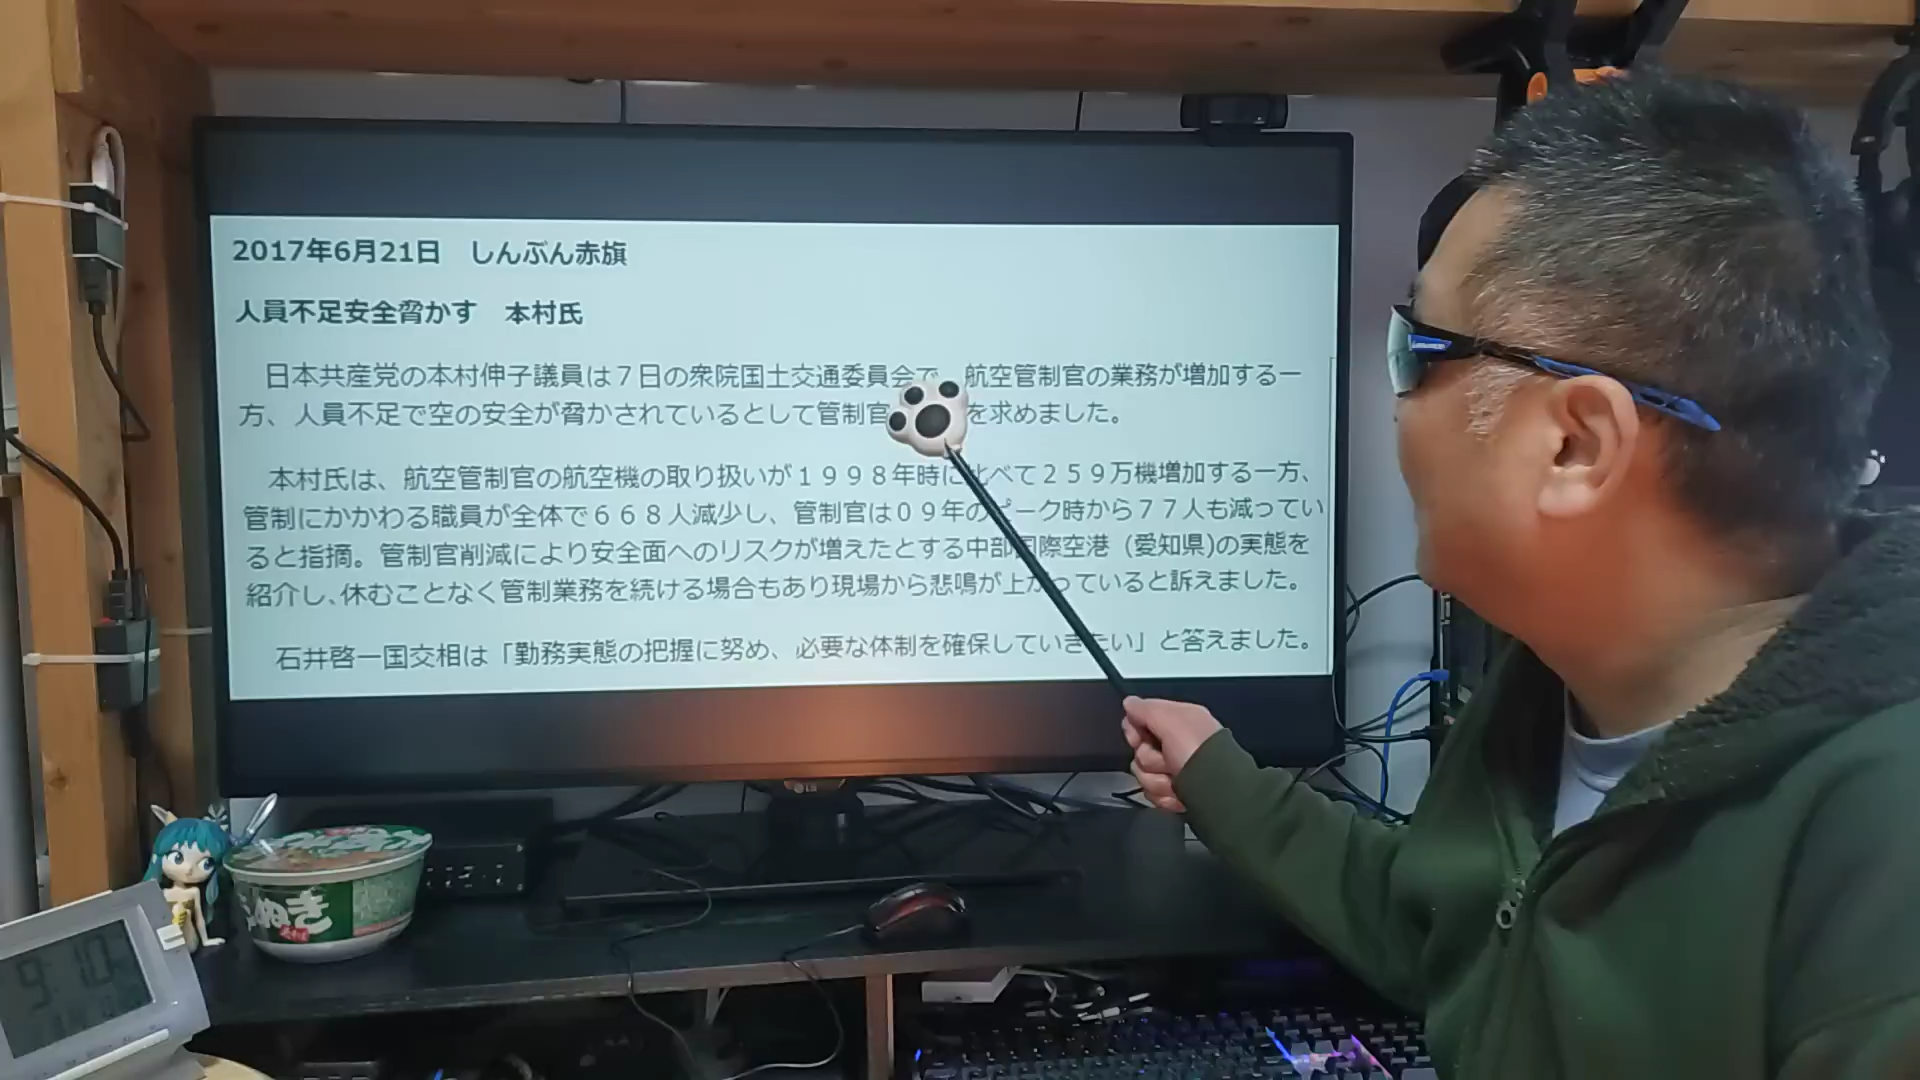 2017年6月21日　しんぶん赤旗
人員不足安全脅かす　本村氏
日本共産党の本村伸子議員は７日の衆院国土交通委員会で、航空管制官の業務が増加する一
方、人員不足で空の安全が脅かされているとして管制官 を求めました。
本村氏は、航空管制官の航空機の取り扱いが１９９８年時に比べて２５９万機増加する一方、
管制にかかわる職員が全体で６６８人減少し、管制官は０９年のピーク時から７７人も減ってい
ると指摘。管制官削減により安全面へのリスクが増えたとする中部国際空港（愛知県)の実態を
紹介し、休むことなく管制業務を続ける場合もあり現場から悲鳴が上がっていると訴えました。
石井啓一国交相は「勤務実態の把握に努め、必要な体制を確保していきたい」と答えました。
LG
ぬき
9:10